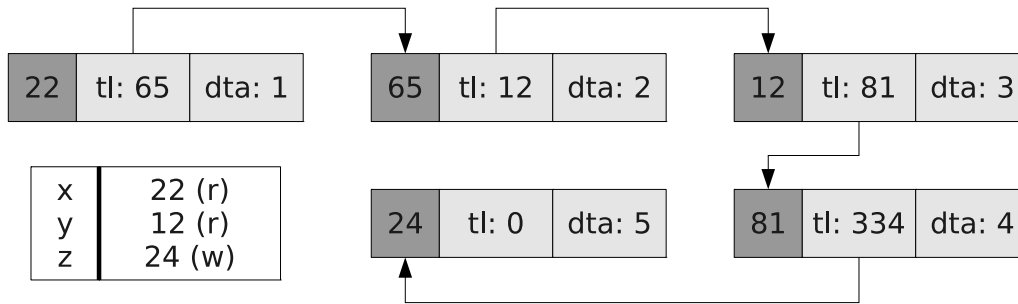 22 tl: 65 dta: 1
65 tl: 12 dta: 2
12 tl: 81 dta: 3
x 22 (r)
y 12 (r)
z 24 (w)
24 tl: 0 dta: 5
81 tl: 334 dta: 4